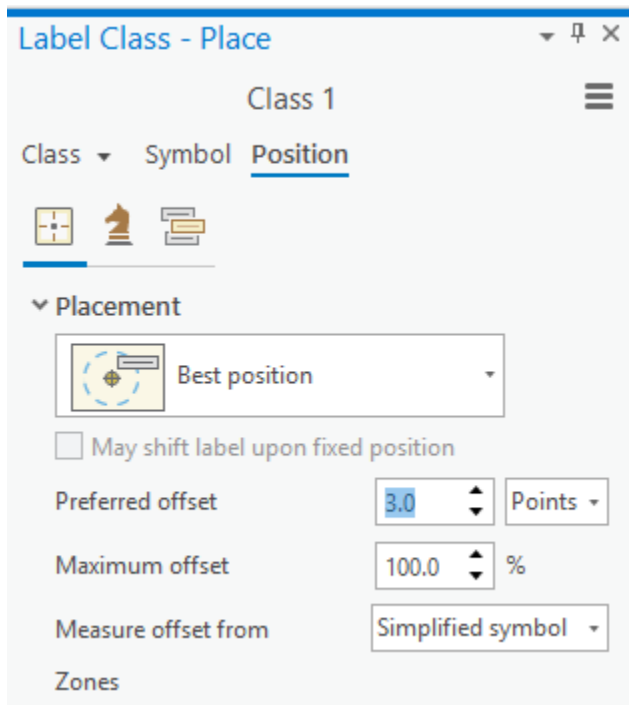 Label Class - Place
Class 1
Class Symbol Position
Placement
Best position
May shift label upon fixed position
Preferred offset 3.0 Points
Maximum offset 100.0 %
Measure offset from Simplified symbol
Zones